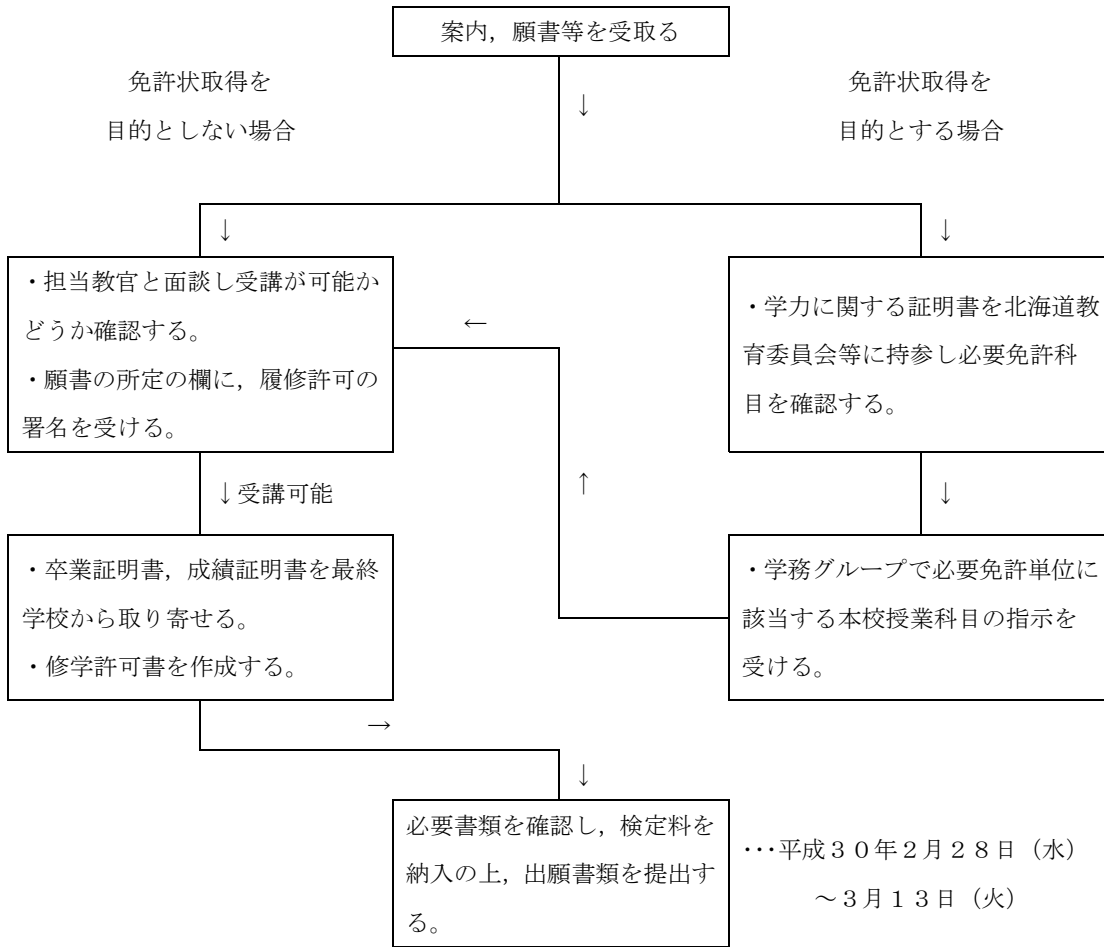 案内，願書等を受取る
免許状取得を
目的としない場合
↓
免許状取得を
目的とする場合
↓
↓
・担当教官と面談し受講が可能か
どうか確認する。
・願書の所定の欄に，履修許可の
署名を受ける。
←
・学力に関する証明書を北海道教
育委員会等に持参し必要免許科
目を確認する。
↓受講可能
↑
↓
・卒業証明書，成績証明書を最終
学校から取り寄せる。
・修学許可書を作成する。
・学務グループで必要免許単位に
該当する本校授業科目の指示を
受ける。
→
↓
必要書類を確認し，検定料を
納入の上，出願書類を提出す
る。
･･･平成３０年２月２８日（水）
～３月１３日（火）